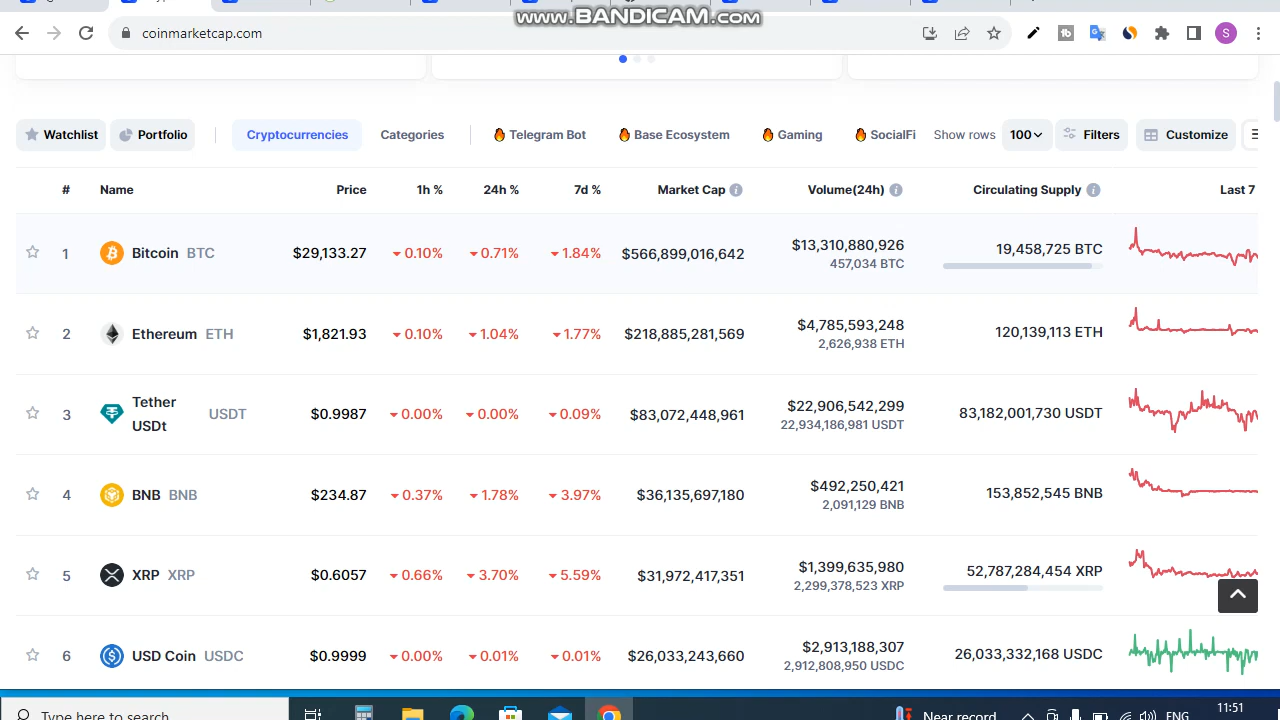 www.BANDICAM.com
coinmarketcap.com
S
Watchlist Portfolio Cryptocurrencies Categories Telegram Bot Base Ecosystem Gaming SocialFi Show rows 100 Filters Customize
# Name Price 1h % 24h % 7d % Market Cap Volume(24h) Circulating Supply Last 7
1 Bitcoin BTC $29,133.27 0.10% 0.71% 1.84% $566,899,016,642 $13,310,880,926 19,458,725 BTC
457,034 BTC
2 Ethereum ETH $1,821.93 0.10% 1.04% 1.77% $218,885,281,569 $4,785,593,248 120,139,113 ETH
2,626,938 ETH
3 Tether USDt USDT $0.9987 0.00% 0.00% 0.09% $83,072,448,961 $22,906,542,299 83,182,001,730 USDT
22,934,186,981 USDT
4 BNB BNB $234.87 0.37% 1.78% 3.97% $36,135,697,180 $492,250,421 153,852,545 BNB
2,091,129 BNB
5 XRP XRP $0.6057 0.66% 3.70% 5.59% $31,972,417,351 $1,399,635,980 52,787,284,454 XRP
2,299,378,523 XRP
6 USD Coin USDC $0.9999 0.00% 0.01% 0.01% $26,033,243,660 $2,913,188,307 26,033,332,168 USDC
2,912,808,950 USDC
Type here to search Near record ENG 11:51